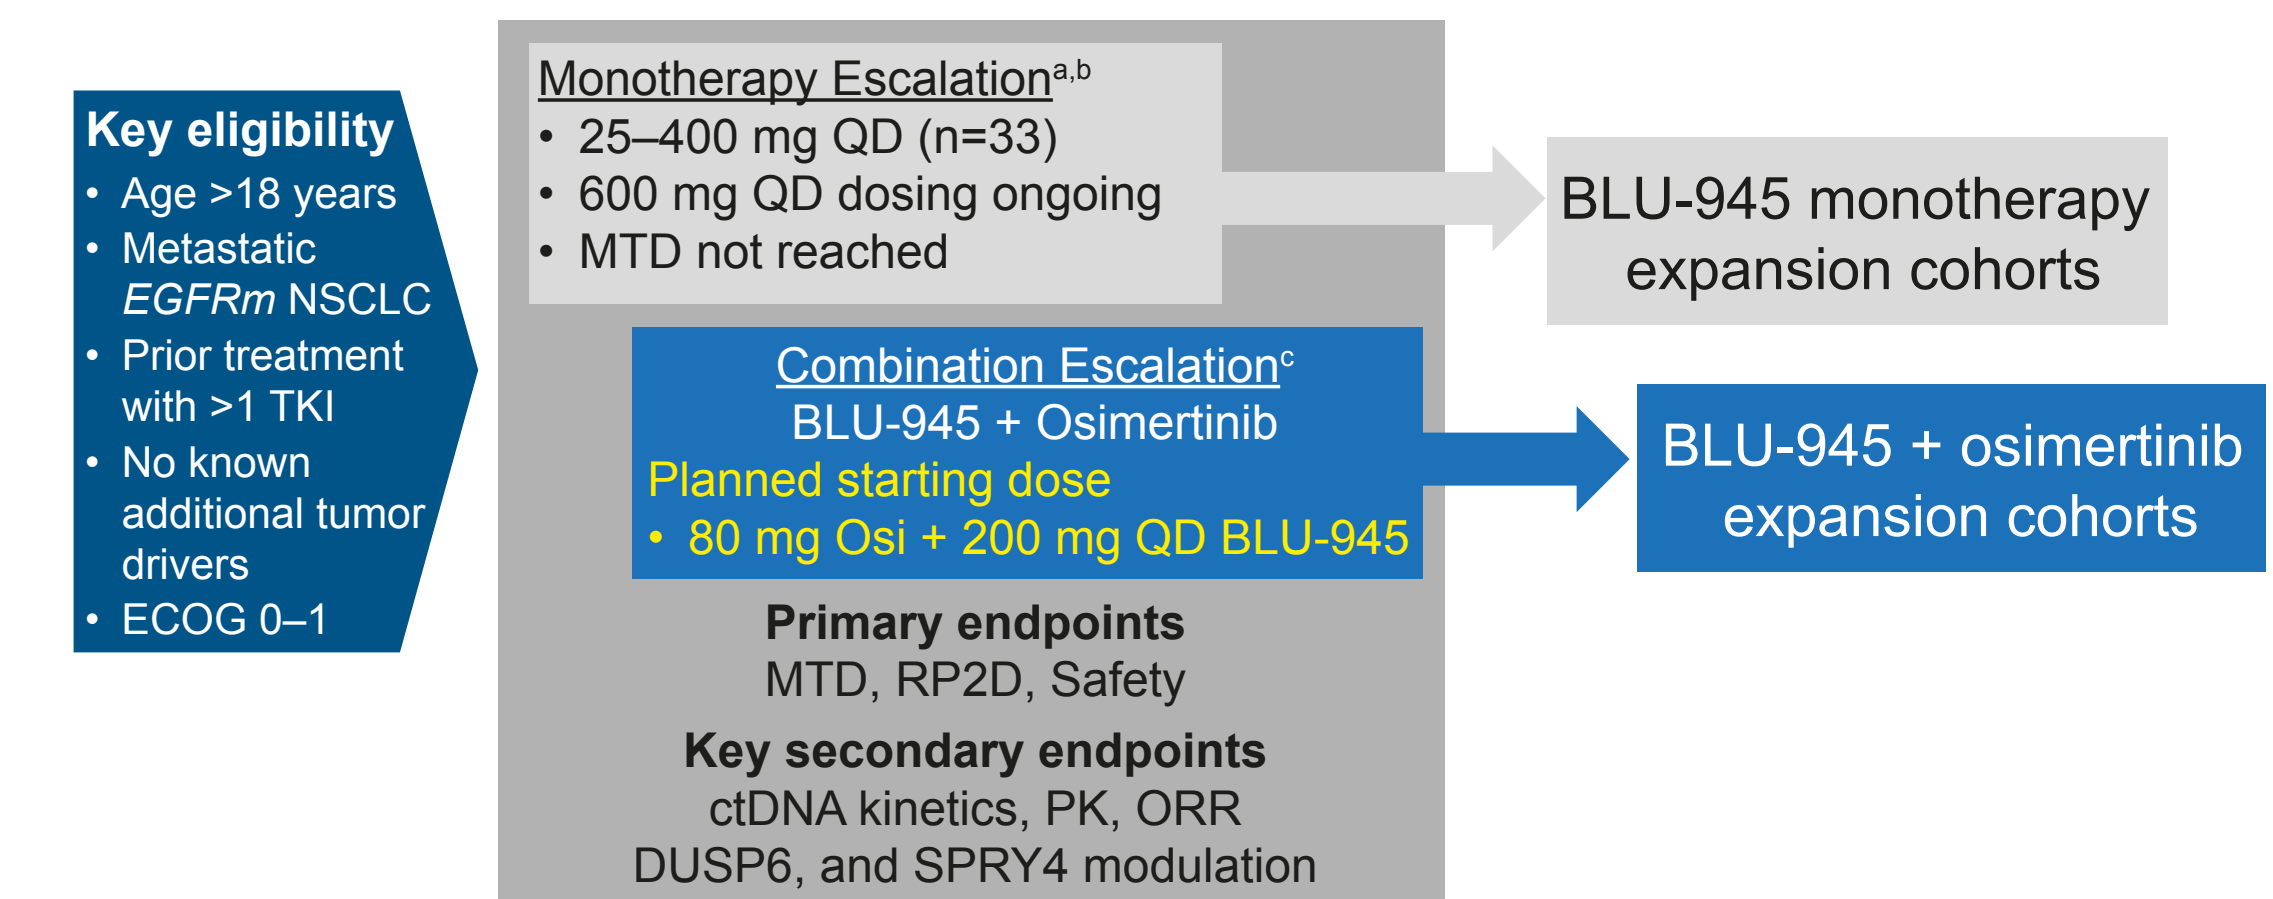 Key eligibility
• Age >18 years
• Metastatic
EGFRm NSCLC
• Prior treatment
with >1 TKI
• No known
additional tumor
drivers
• ECOG 0–1
Monotherapy Escalationa,b
• 25–400 mg QD (n=33)
• 600 mg QD dosing ongoing
• MTD not reached
Combination Escalationc
BLU-945 + Osimertinib
Planned starting dose
• 80 mg Osi + 200 mg QD BLU-945
Primary endpoints
MTD, RP2D, Safety
Key secondary endpoints
ctDNA kinetics, PK, ORR
DUSP6, and SPRY4 modulation
BLU-945 monotherapy
expansion cohorts
BLU-945 + osimertinib
expansion cohorts